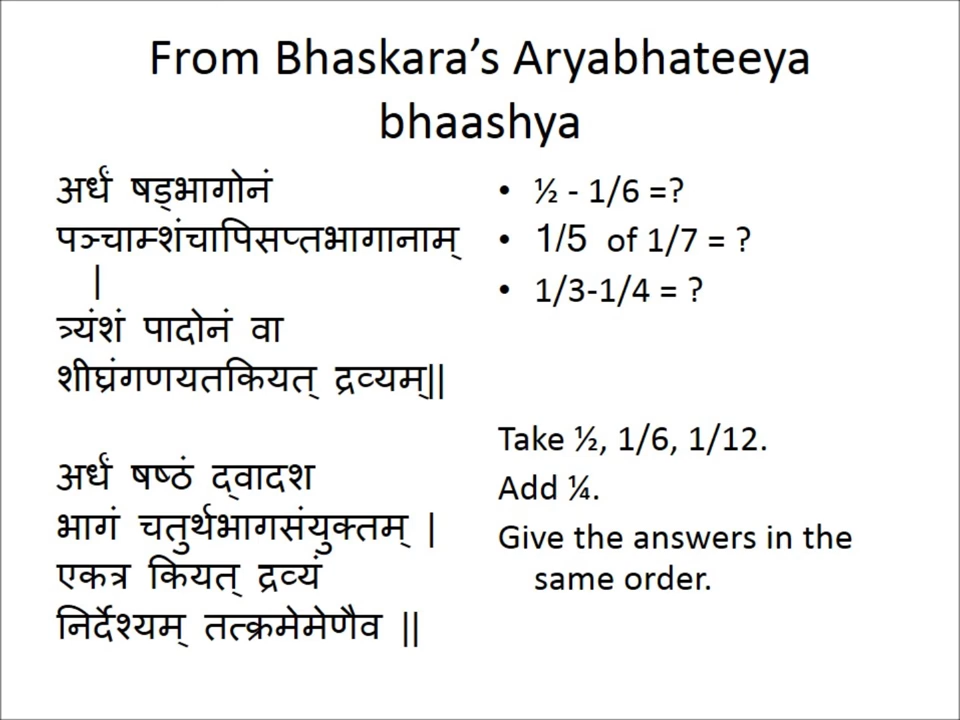 From Bhaskara’s Aryabhateeya
bhaashya
अर्धं षड्भागोनं
पञ्चाम्शंचापिसप्तभागानाम्
|
त्र्यंशं पादोनं वा
शीघ्रंगणयतकियत् द्रव्यम्||
अर्धं षष्ठं द्वादश
भागं चतुर्थभागसंयुक्तम् |
एकत्र कियत् द्रव्यं
निर्देश्यम् तत्क्रमेमेणैव ||
• ½ - 1/6 =?
• 1/5 of 1/7 = ?
• 1/3-1/4 = ?
Take ½, 1/6, 1/12.
Add ¼.
Give the answers in the
same order.